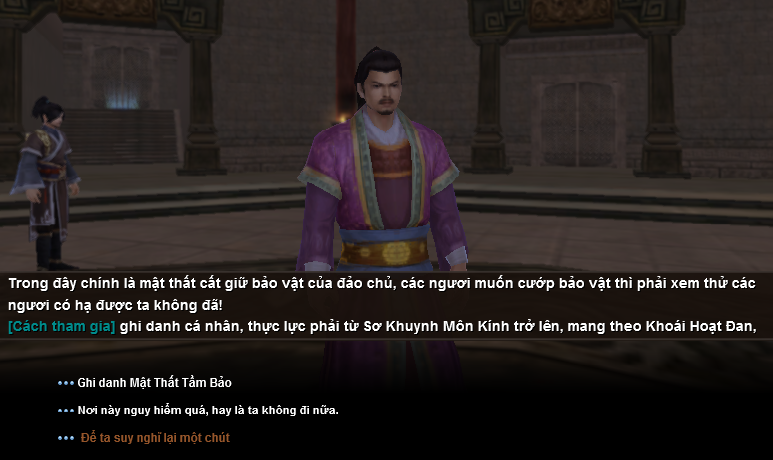 Trong đây chính là mật thất cất giữ bảo vật của đảo chủ, các ngươi muốn cướp bảo vật thì phải xem thử các
ngươi có hạ được ta không đã!
[Cách tham gia] ghi danh cá nhân, thực lực phải từ Sơ Khuynh Môn Kính trở lên, mang theo Khoái Hoạt Đan,
Ghi danh Mật Thất Tầm Bảo
Nơi này nguy hiểm quá, hay là ta không đi nữa.
Để ta suy nghĩ lại một chút